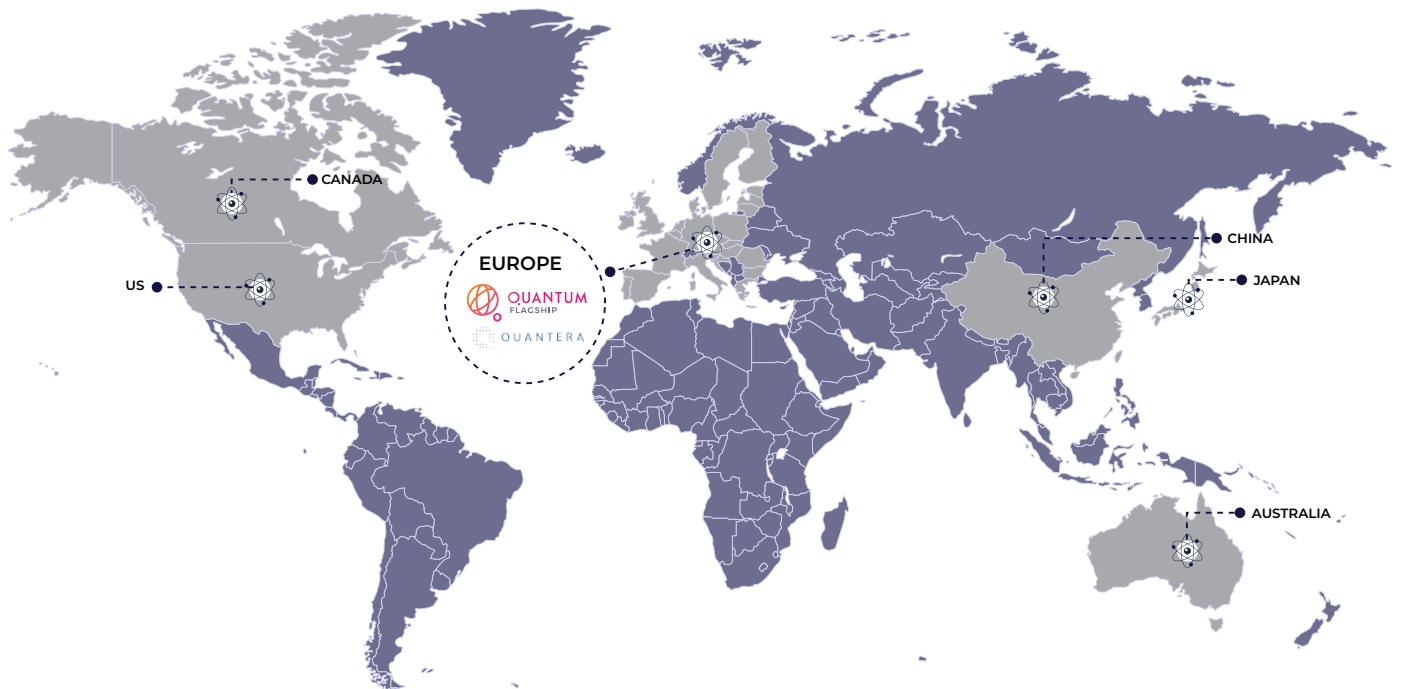 CANADA
US
EUROPE
QUANTUM
FLAGSHIP
QUANTERA
CHINA
JAPAN
AUSTRALIA